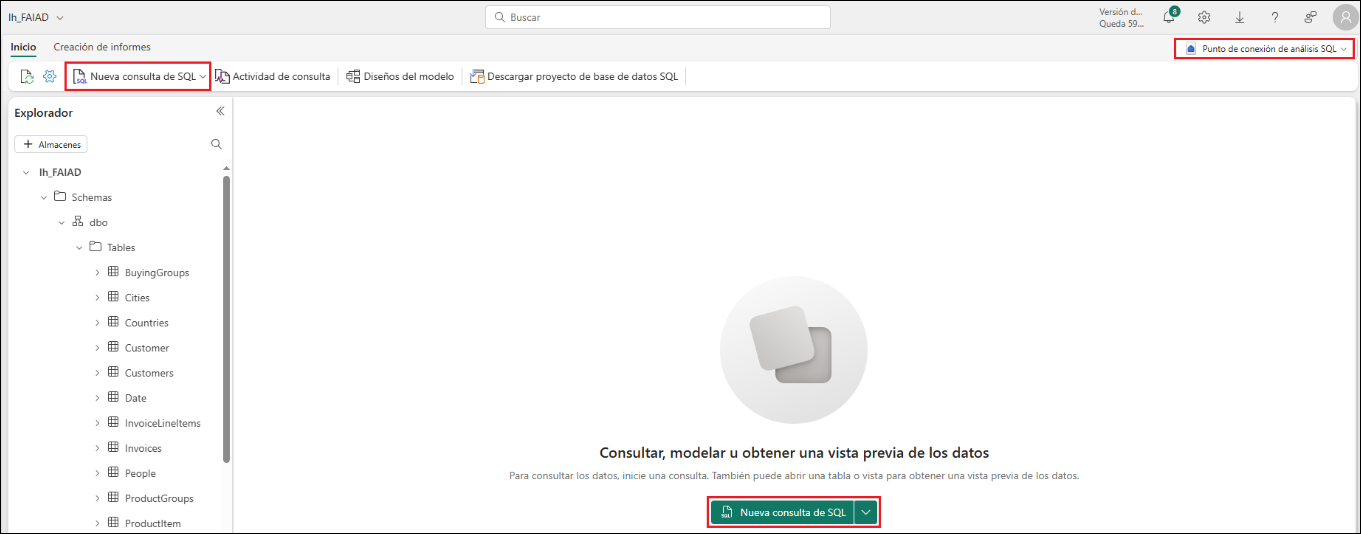 lh_FAIAD
Buscar
Versión d...
Queda 59...
8
Inicio
Creación de informes
Punto de conexión de análisis SQL
Nueva consulta de SQL
Actividad de consulta
Diseños del modelo
Descargar proyecto de base de datos SQL
Explorador
+ Almacenes
lh_FAIAD
Schemas
dbo
Tables
BuyingGroups
Cities
Countries
Customer
Customers
Date
InvoiceLineItems
Invoices
People
ProductGroups
ProductItem
Consultar, modelar u obtener una vista previa de los datos
Para consultar los datos, inicie una consulta. También puede abrir una tabla o vista para obtener una vista previa de los datos.
SQL Nueva consulta de SQL